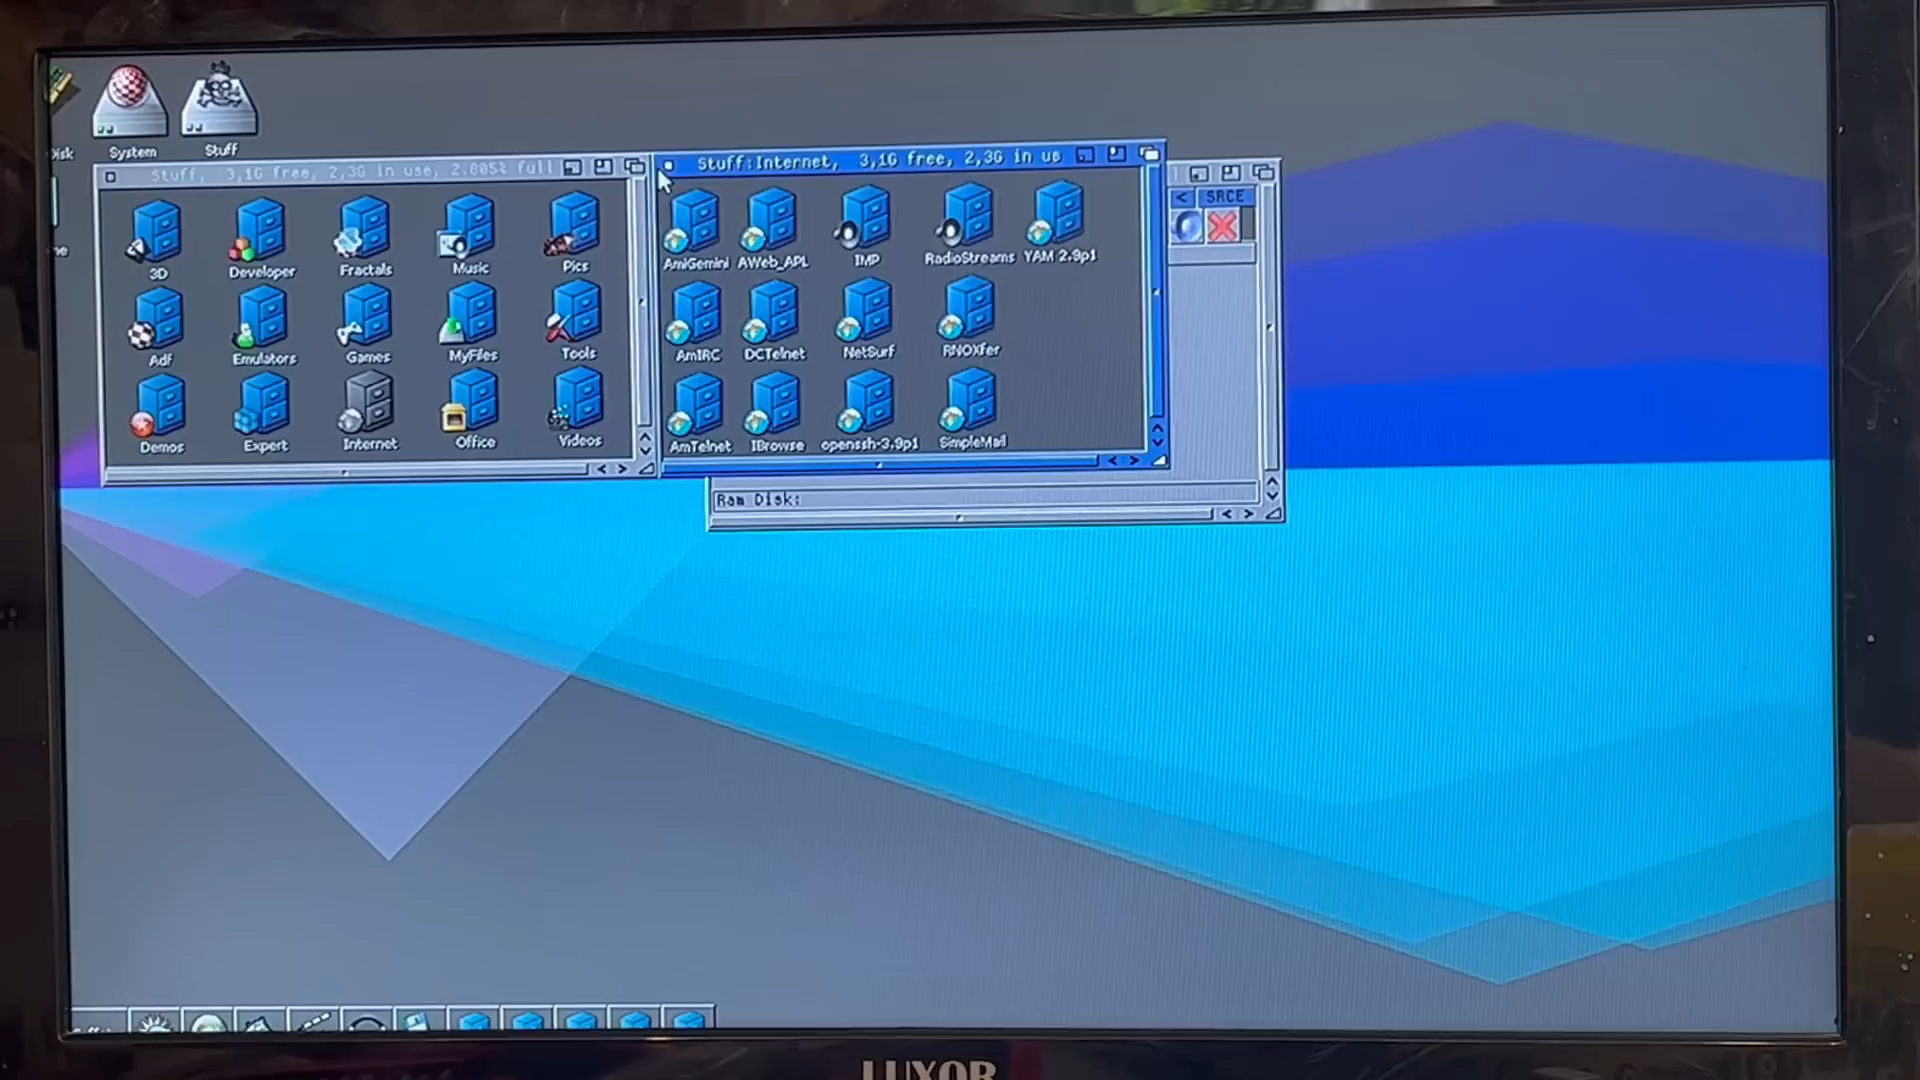 Disk
System
Stuff
Stuff, 3,1G free, 2,3G in use, 2.805% full
Stuff:Internet, 3,1G free, 2,3G in us
< SRCE
3D
Developer
Fractals
Music
Pics
AmiGemini
AWeb_APL
IMP
RadioStreams
YAM 2.9p1
Adf
Emulators
Games
MyFiles
Tools
AmIRC
DCTelnet
NetSurf
RNOXfer
Demos
Expert
Internet
Office
Videos
AmTelnet
IBrowse
openssh-3.9p1
SimpleMail
Ram Disk:
LUXOR